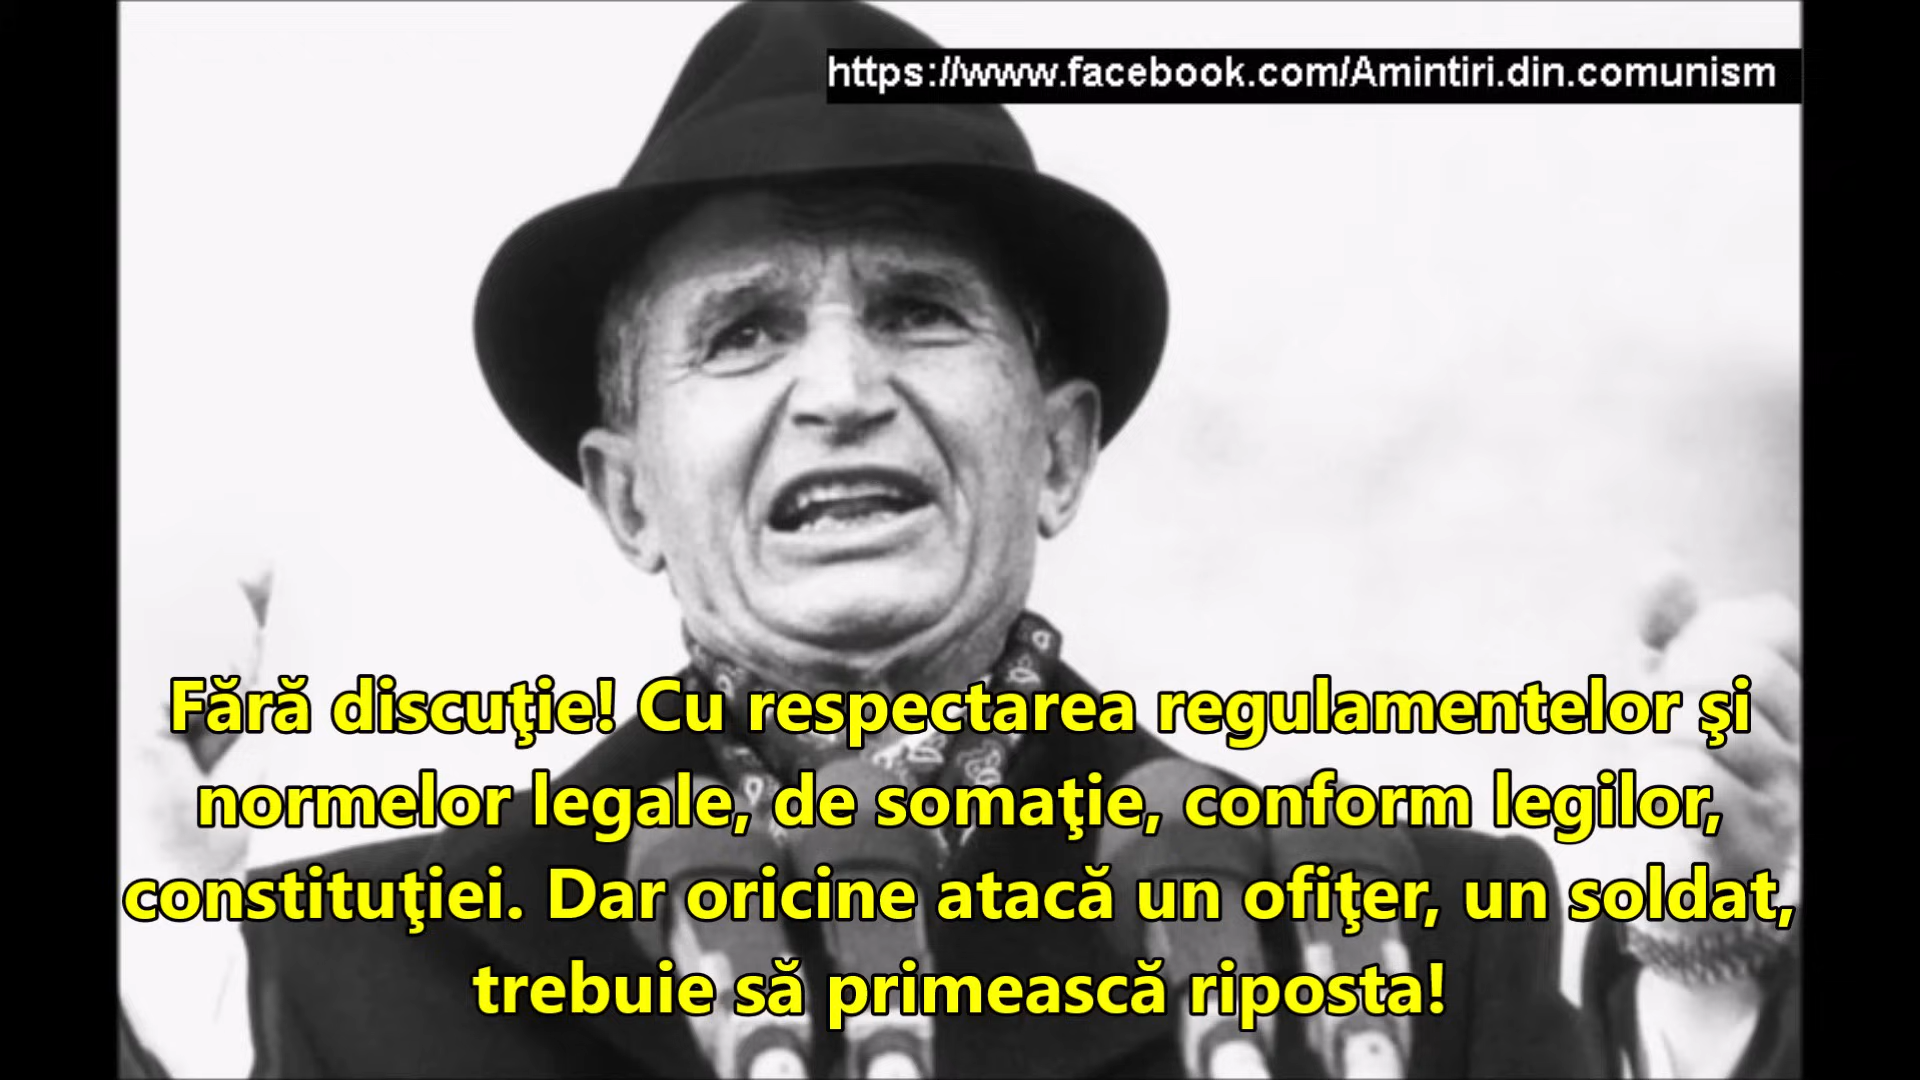 https://www.facebook.com/Amintiri.din.comunism
Fără discuţie! Cu respectarea regulamentelor şi
normelor legale, de somaţie, conform legilor,
constituţiei. Dar oricine atacă un ofiţer, un soldat,
trebuie să primească riposta!